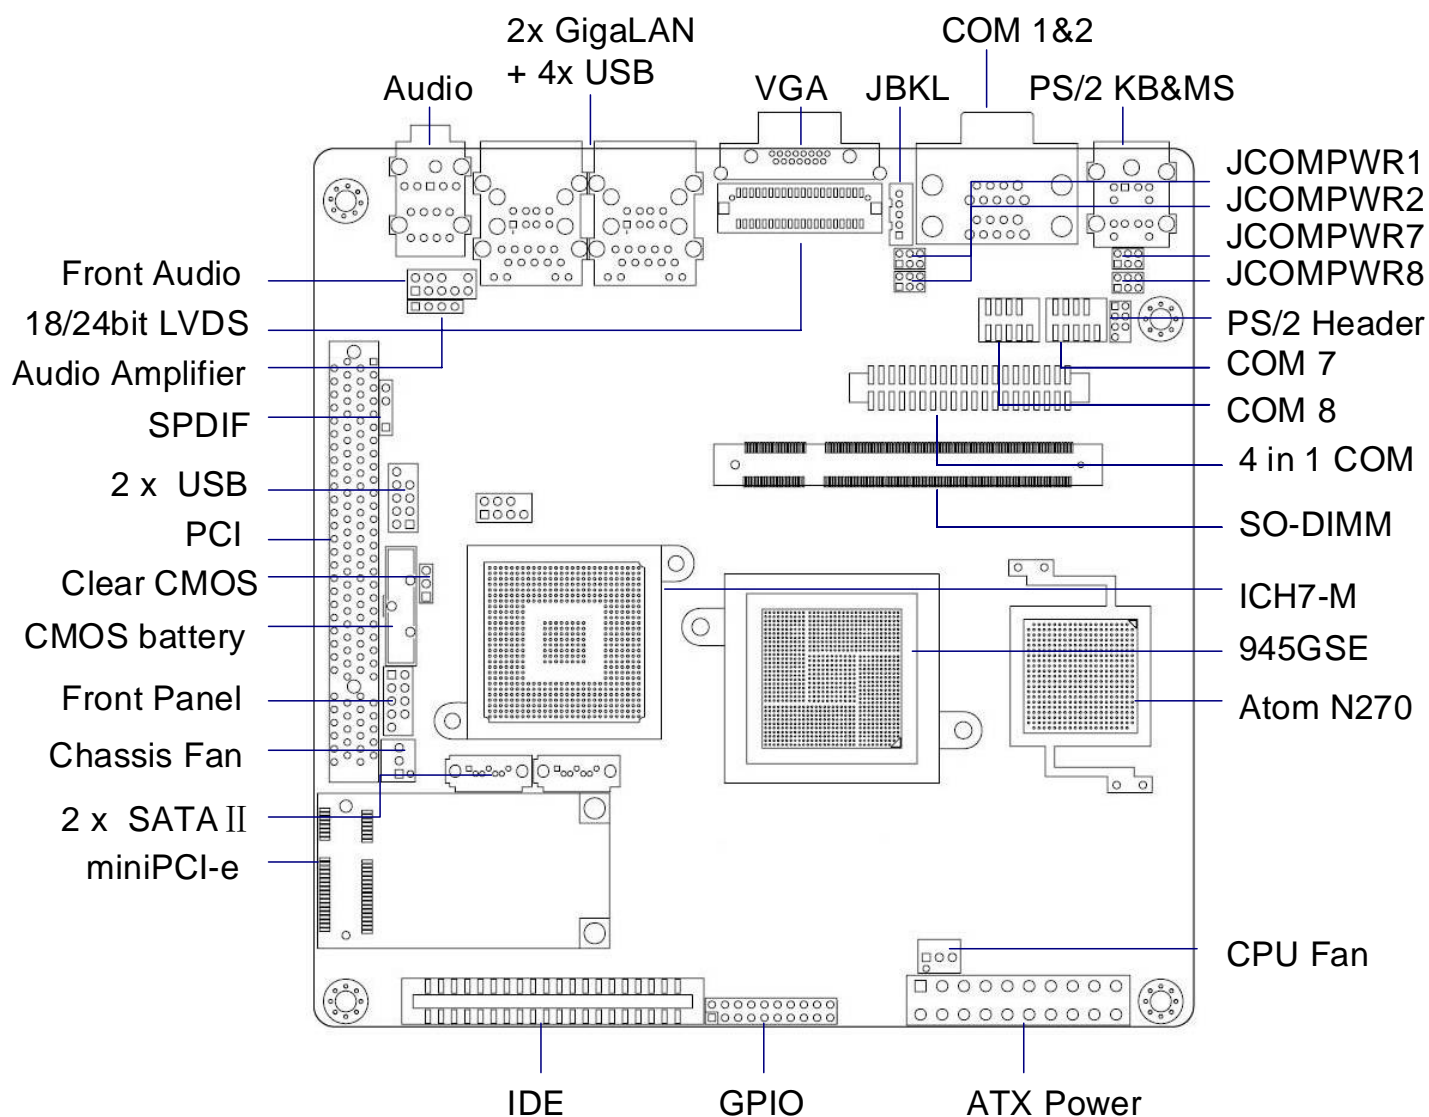 2x GigaLAN
+ 4x USB
COM 1&2
Audio
VGA
JBKL
PS/2 KB&MS
JCOMPWR1
JCOMPWR2
JCOMPWR7
JCOMPWR8
PS/2 Header
COM 7
COM 8
4 in 1 COM
SO-DIMM
ICH7-M
945GSE
Atom N270
CPU Fan
Front Audio
18/24bit LVDS
Audio Amplifier
SPDIF
2 x USB
PCI
Clear CMOS
CMOS battery
Front Panel
Chassis Fan
2 x SATA II
miniPCI-e
IDE
GPIO
ATX Power